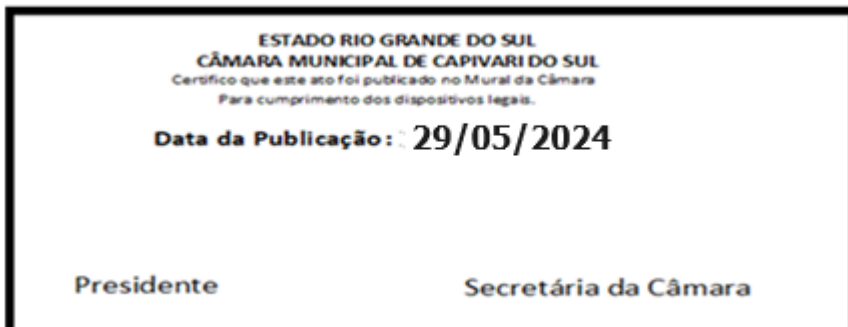 ESTADO RIO GRANDE DO SUL
CÂMARA MUNICIPAL DE CAPIVARI DO SUL
Certifico que este ato foi publicado no Mural da Câmara
Para cumprimento dos dispositivos legais.
Data da Publicação: 29/05/2024
Presidente Secretária da Câmara